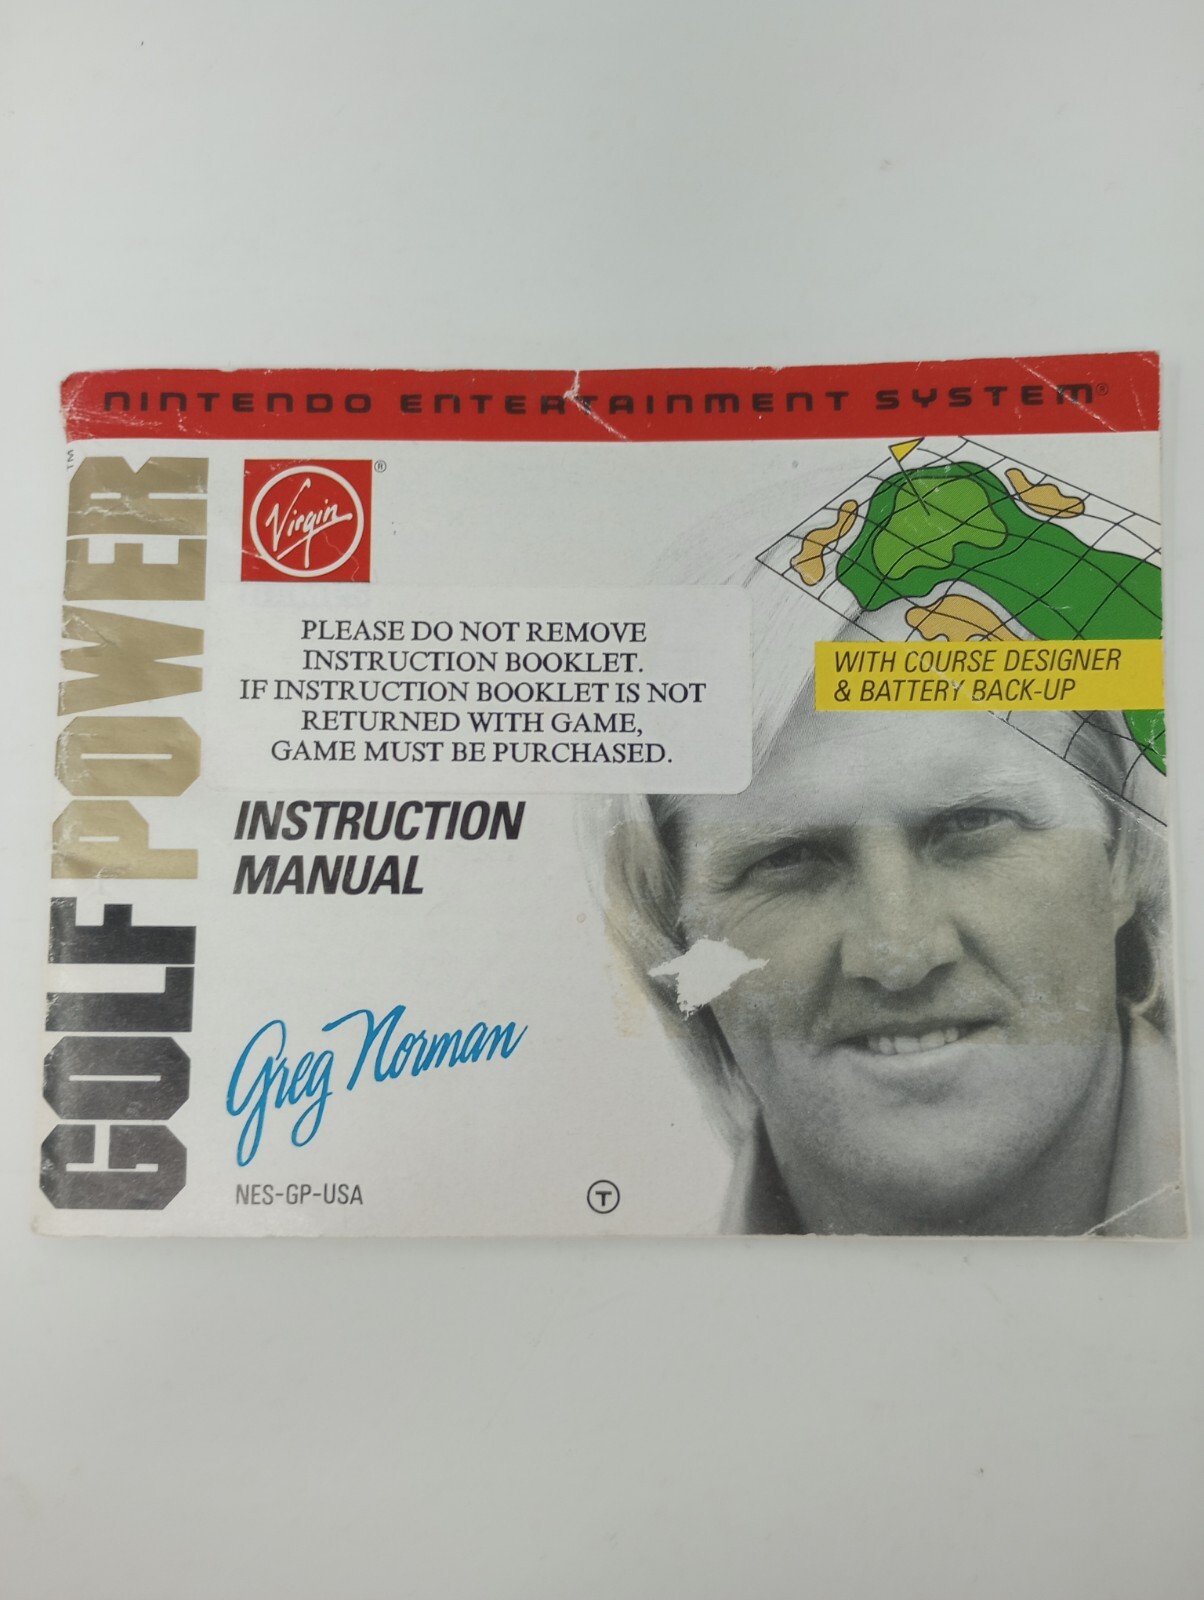 NINTENDO ENTERTAINMENT SYSTEM®
GOLF POWER™
Virgin®
PLEASE DO NOT REMOVE
INSTRUCTION BOOKLET.
IF INSTRUCTION BOOKLET IS NOT
RETURNED WITH GAME,
GAME MUST BE PURCHASED.
WITH COURSE DESIGNER
& BATTERY BACK-UP
INSTRUCTION
MANUAL
Greg Norman
NES-GP-USA
T